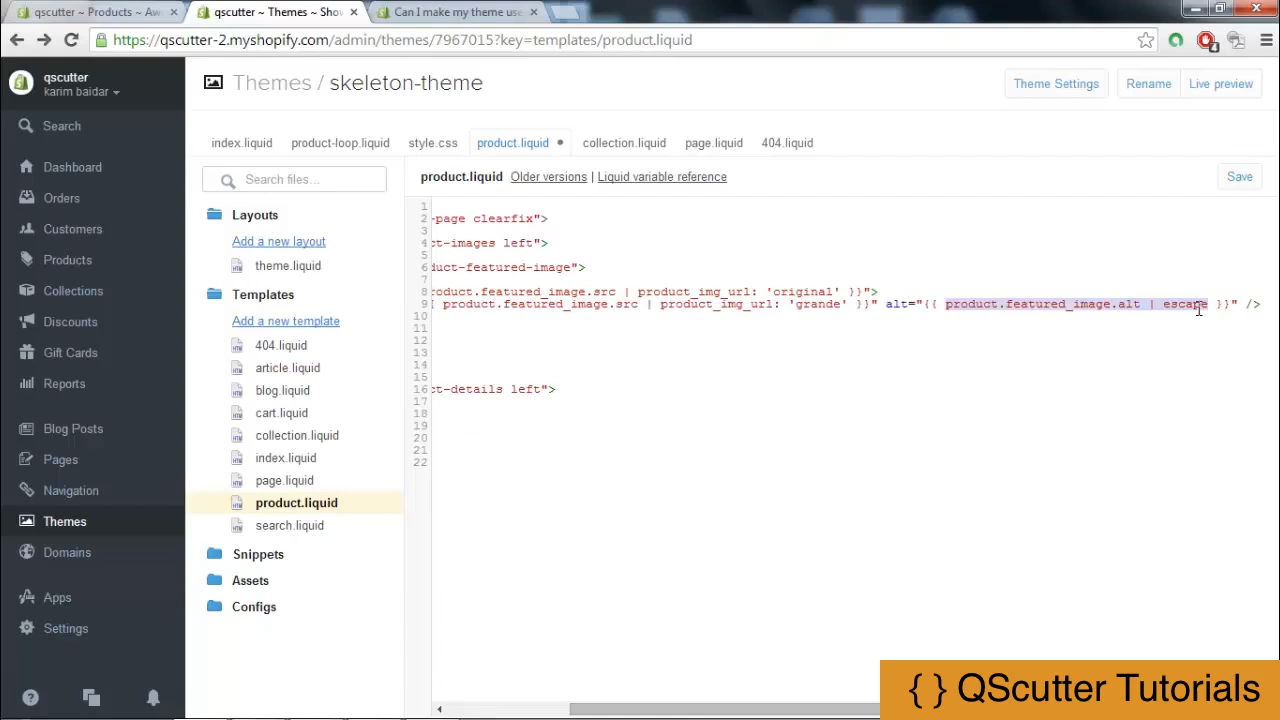 qscutter ~ Products ~ Aw
qscutter ~ Themes ~ Sho
Can I make my theme use
https://qscutter-2.myshopify.com/admin/themes/7967015?key=templates/product.liquid
4
qscutter
karim baidar
Themes / skeleton-theme
Theme Settings
Rename
Live preview
Search
Dashboard
Orders
Customers
Products
Collections
Discounts
Gift Cards
Reports
Blog Posts
Pages
Navigation
Themes
Domains
Apps
Settings
index.liquid
product-loop.liquid
style.css
product.liquid
collection.liquid
page.liquid
404.liquid
Search files...
Layouts
Add a new layout
theme.liquid
Templates
Add a new template
404.liquid
article.liquid
blog.liquid
cart.liquid
collection.liquid
index.liquid
page.liquid
product.liquid
search.liquid
Snippets
Assets
Configs
product.liquid Older versions | Liquid variable reference
Save
1
2 -page clearfix">
3
4 ct-images left">
5
6 duct-featured-image">
7
8 roduct.featured_image.src | product_img_url: 'original' }}">
9 product.featured_image.src | product_img_url: 'grande' }}" alt="{{ product.featured_image.alt | escape }}" />
10
11
12
13
14
15
16 ct-details left">
17
18
19
20
21
22
{ } QScutter Tutorials